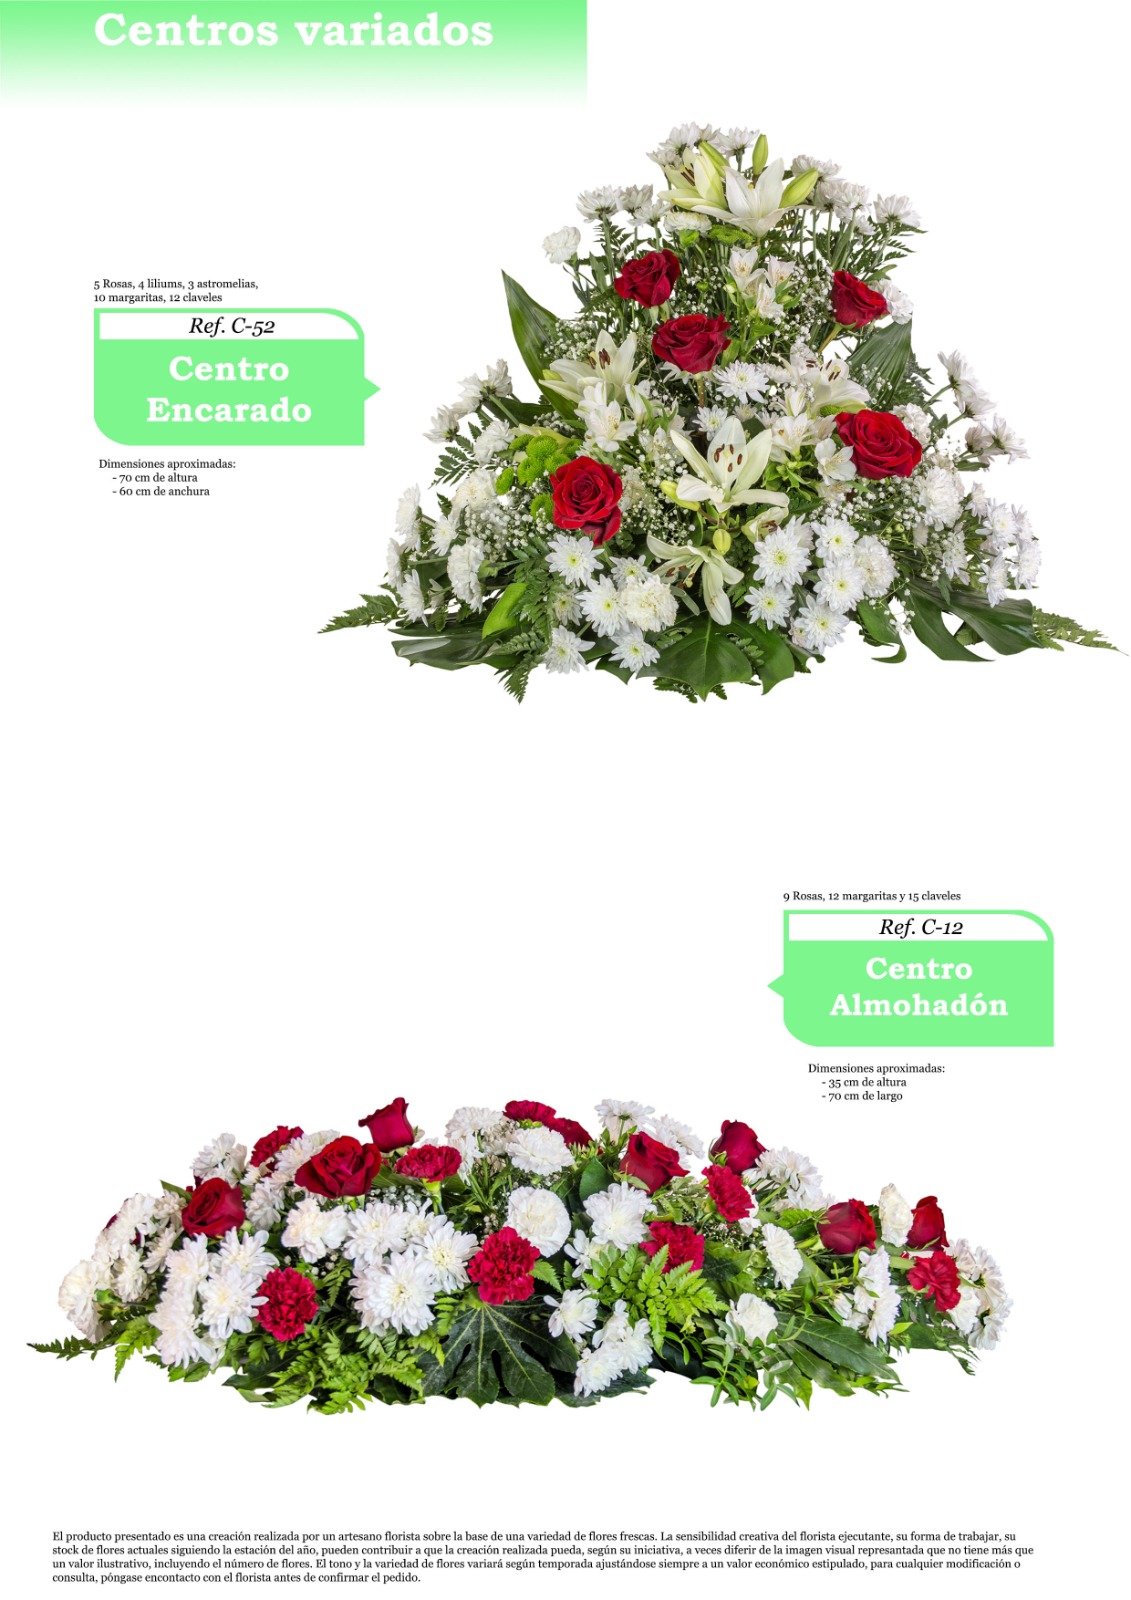 Centros variados
5 Rosas, 4 liliums, 3 astromelias,
10 margaritas, 12 claveles
Ref. C-52
Centro
Encarado
Dimensiones aproximadas:
- 70 cm de altura
- 60 cm de anchura
9 Rosas, 12 margaritas y 15 claveles
Ref. C-12
Centro
Almohadón
Dimensiones aproximadas:
- 35 cm de altura
- 70 cm de largo
El producto presentado es una creación realizada por un artesano florista sobre la base de una variedad de flores frescas. La sensibilidad creativa del florista ejecutante, su forma de trabajar, su
stock de flores actuales siguiendo la estación del año, pueden contribuir a que la creación realizada pueda, según su iniciativa, a veces diferir de la imagen visual represantada que no tiene más que
un valor ilustrativo, incluyendo el número de flores. El tono y la variedad de flores variará según temporada ajustándose siempre a un valor económico estipulado, para cualquier modificación o
consulta, póngase encontacto con el florista antes de confirmar el pedido.